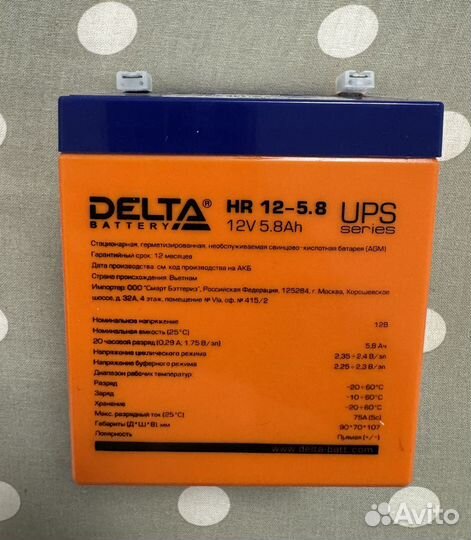 DELTA®
BATTERY
HR 12-5.8
12V 5.8Ah
UPS
series
Стационарная, герметизированная, необслуживаемая свинцово-кислотная батарея (AGM)
Гарантийный срок: 12 месяцев
Дата производства: см. код производства на АКБ
Страна происхождения: Вьетнам
Импортер: ООО "Смарт Бэттериз", Российская Федерация, 125284, г. Москва, Хорошевское
шоссе, д. 32А, 4 этаж, помещение № VIа, оф. № 415/2
Номинальное напряжение 12В
Номинальная емкость (25°C)
20 часовой разряд (0,29 А; 1.75 В/эл) 5,8 Ач
Напряжение циклического режима 2,35÷2,4 В/эл
Напряжение буферного режима 2,25÷2,3 В/эл
Диапазон рабочих температур:
Разряд -20÷60°C
Заряд -10÷60°C
Хранение -20÷60°C
Макс. разрядный ток (25°C) 75А (5с)
Габариты (Д*Ш*В), мм 90*70*107
Полярность Прямая (+/-)
www.delta-batt.com
Avito